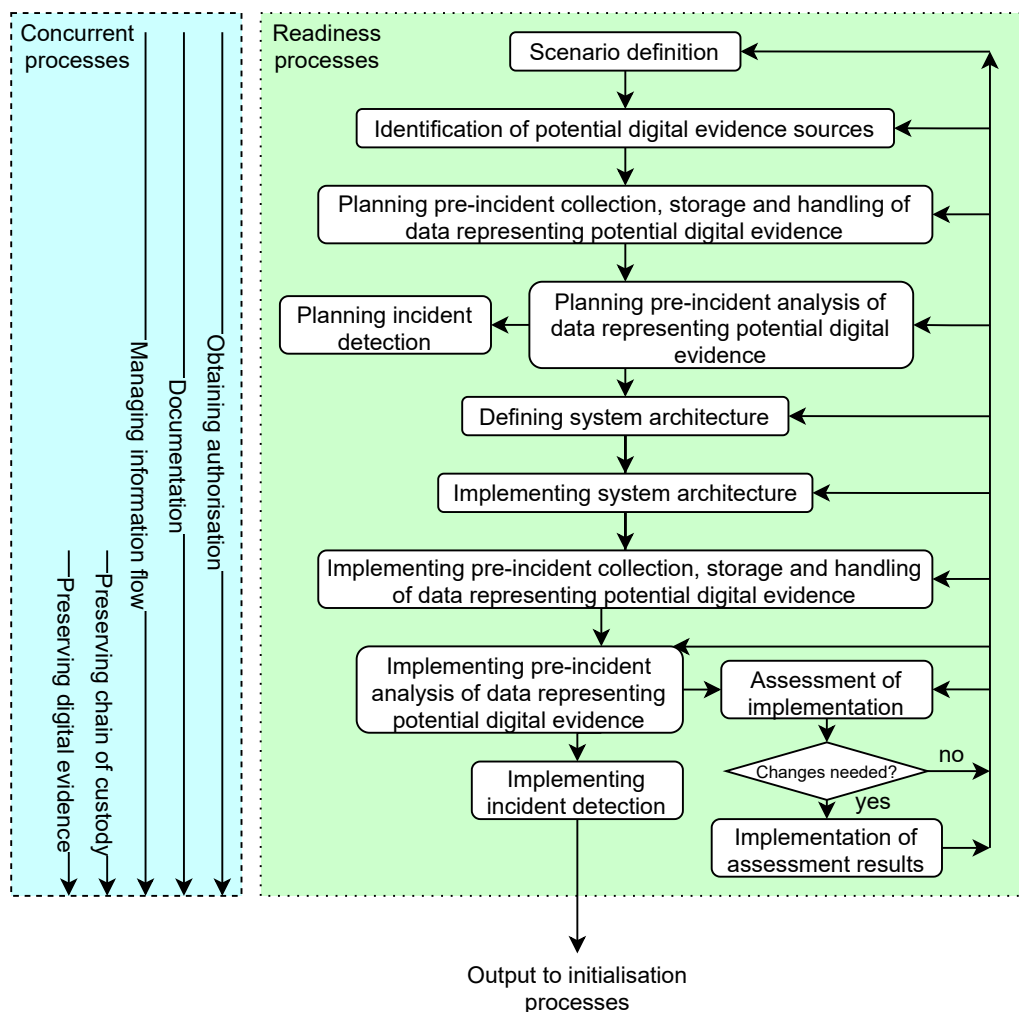 Concurrent
processes
Obtaining authorisation
Documentation
Managing information flow
Preserving chain of custody
Preserving digital evidence
Readiness
processes
Scenario definition
Identification of potential digital evidence sources
Planning pre-incident collection, storage and handling of
data representing potential digital evidence
Planning pre-incident analysis of
data representing potential digital
evidence
Planning incident
detection
Defining system architecture
Implementing system architecture
Implementing pre-incident collection, storage and handling
of data representing potential digital evidence
Implementing pre-incident
analysis of data representing
potential digital evidence
Assessment of
implementation
Changes needed?
no
yes
Implementing
incident detection
Implementation of
assessment results
Output to initialisation
processes